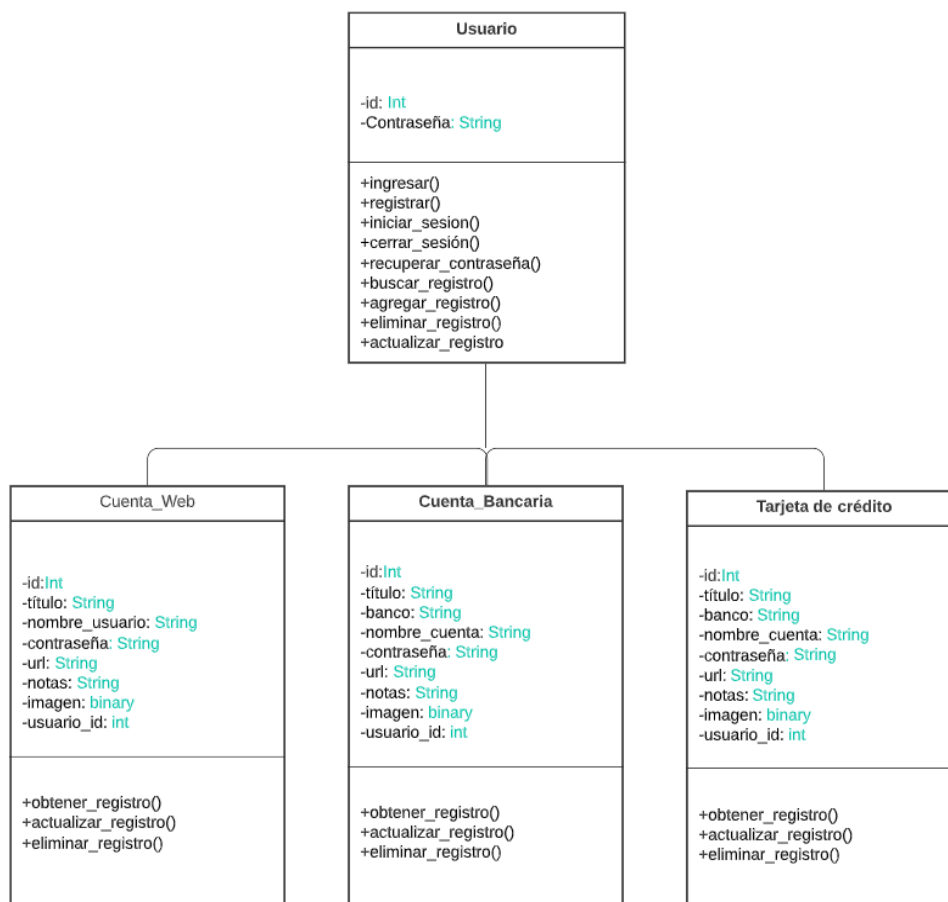 Usuario
-id: Int
-Contraseña: String
+ingresar()
+registrar()
+iniciar_sesion()
+cerrar_sesión()
+recuperar_contraseña()
+buscar_registro()
+agregar_registro()
+eliminar_registro()
+actualizar_registro
Cuenta_Web
-id:Int
-título: String
-nombre_usuario: String
-contraseña: String
-url: String
-notas: String
-imagen: binary
-usuario_id: int
+obtener_registro()
+actualizar_registro()
+eliminar_registro()
Cuenta_Bancaria
-id:Int
-título: String
-banco: String
-nombre_cuenta: String
-contraseña: String
-url: String
-notas: String
-imagen: binary
-usuario_id: int
+obtener_registro()
+actualizar_registro()
+eliminar_registro()
Tarjeta de crédito
-id:Int
-título: String
-banco: String
-nombre_cuenta: String
-contraseña: String
-url: String
-notas: String
-imagen: binary
-usuario_id: int
+obtener_registro()
+actualizar_registro()
+eliminar_registro()